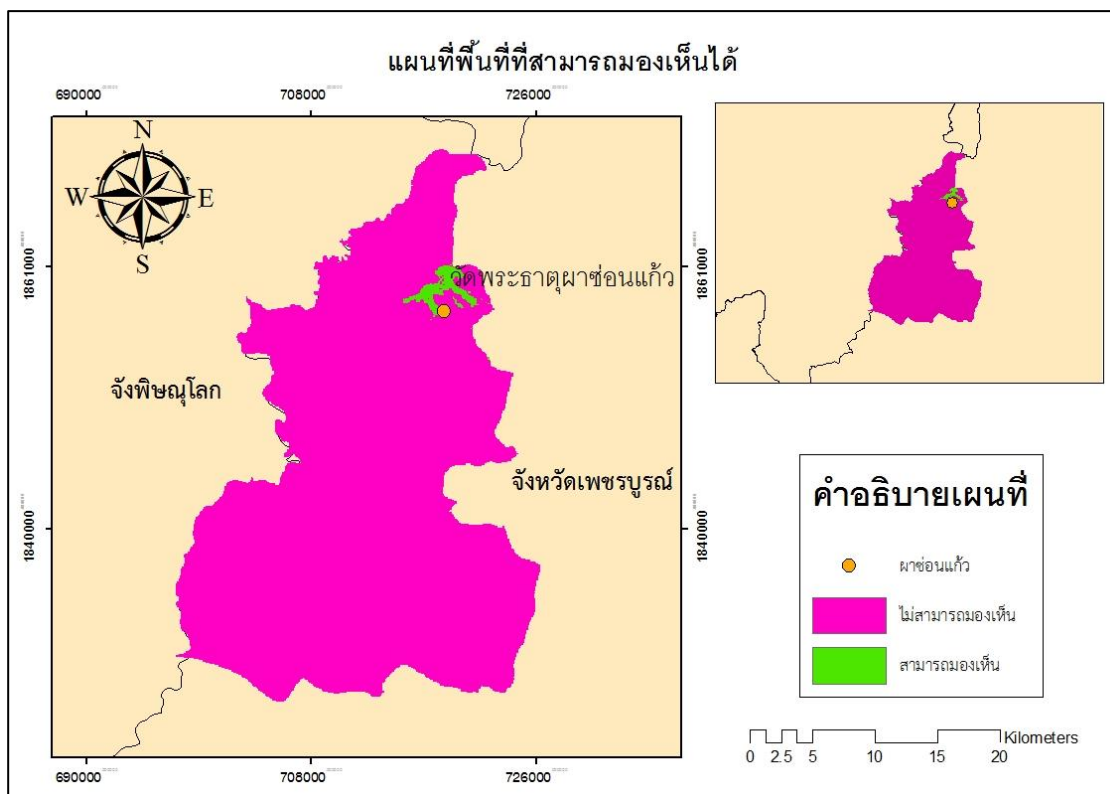 แผนที่พื้นที่ที่สามารถมองเห็นได้
690000 708000 726000
N
W E
S
1861000 1861000
วัดพระธาตุผาซ่อนแก้ว
จังพิษณุโลก
จังหวัดเพชรบูรณ์
1840000 1840000
690000 708000 726000
คำอธิบายแผนที่
ผาซ่อนแก้ว
ไม่สามารถมองเห็น
สามารถมองเห็น
Kilometers
0 2.5 5 10 15 20